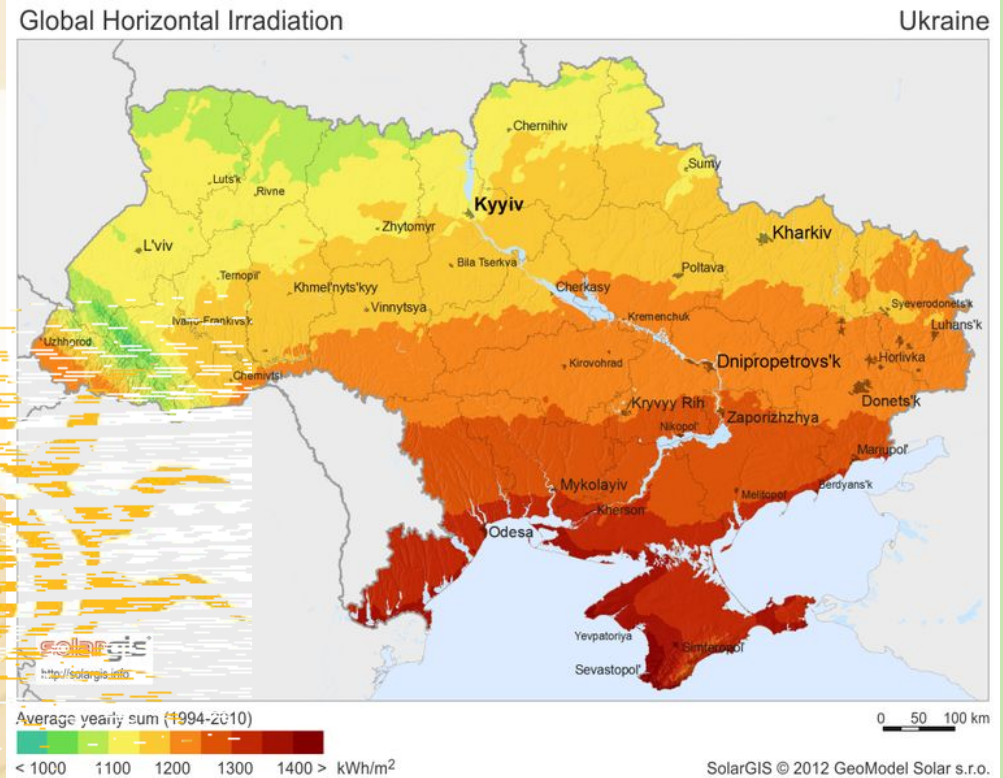 Global Horizontal Irradiation
Ukraine
Chernihiv
Sumy
Luts'k
Rivne
Kyyiv
Zhytomyr
Kharkiv
L'viv
Bila Tserkva
Poltava
Ternopil'
Khmel'nyts'kyy
Cherkasy
Vinnytsya
Syeverodonets'k
Ivano-Frankivs'k
Kremenchuk
Luhans'k
Uzhhorod
Kirovohrad
Dnipropetrovs'k
Horlivka
Chernivtsi
Donets'k
Kryvyy Rih
Zaporizhzhya
Nikopol'
Mariupol'
Mykolayiv
Melitopol'
Berdyans'k
Kherson
Odesa
Yevpatoriya
Simferopol'
Sevastopol'
solargis
http://solargis.info
Average yearly sum (1994-2010)
0 50 100 km
< 1000 1100 1200 1300 1400 > kWh/m²
SolarGIS © 2012 GeoModel Solar s.r.o.